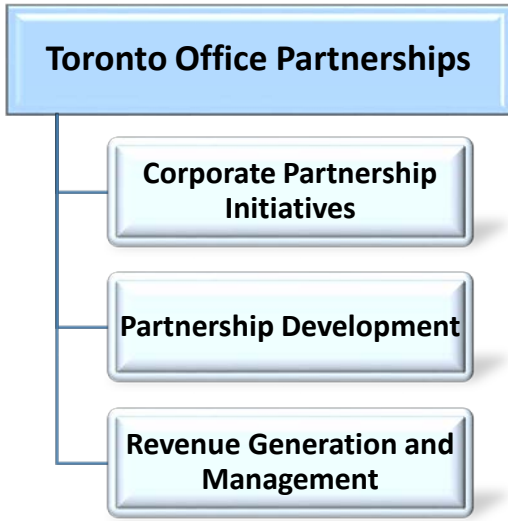 Toronto Office Partnerships
Corporate Partnership
Initiatives
Partnership Development
Revenue Generation and
Management